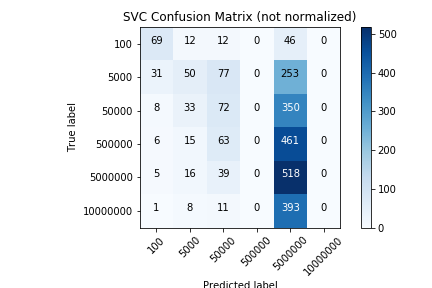 SVC Confusion Matrix (not normalized)
100 69 12 12 0 46 0
5000 31 50 77 0 253 0
50000 8 33 72 0 350 0
500000 6 15 63 0 461 0
5000000 5 16 39 0 518 0
10000000 1 8 11 0 393 0
True label
100 5000 50000 500000 5000000 10000000
Predicted label
500
400
300
200
100
0